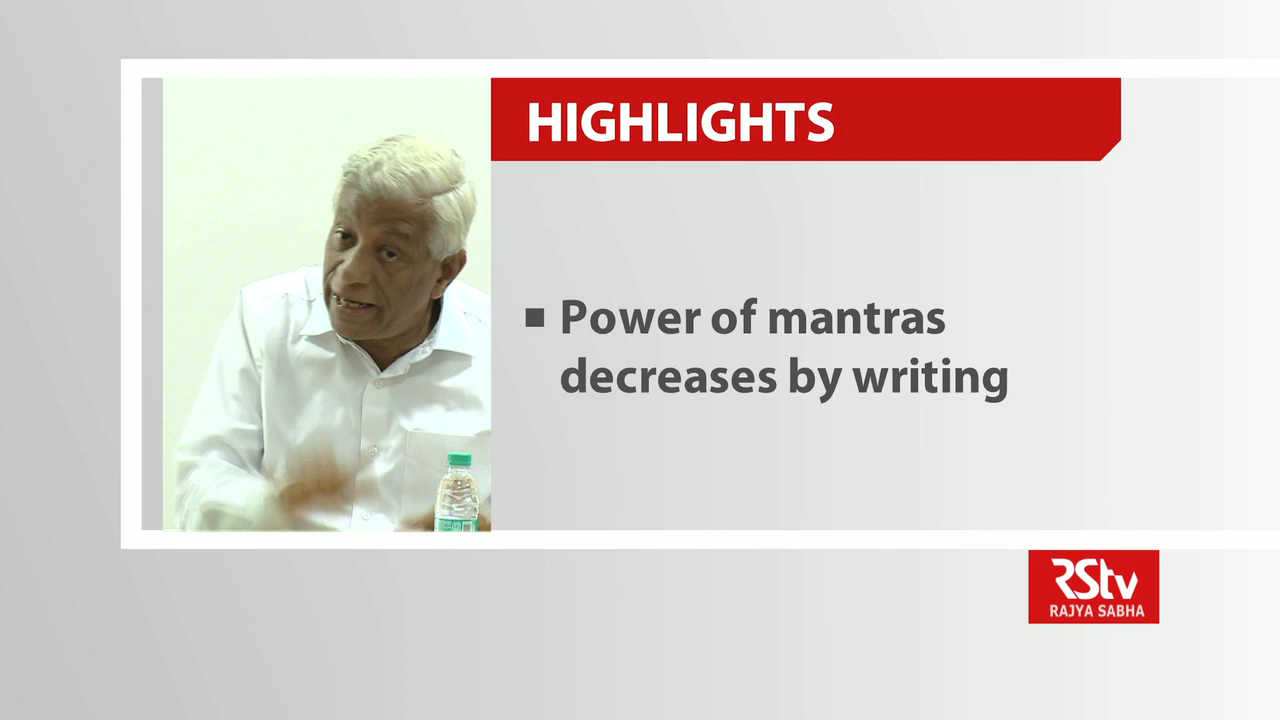 HIGHLIGHTS
Power of mantras
decreases by writing
RStv
RAJYA SABHA